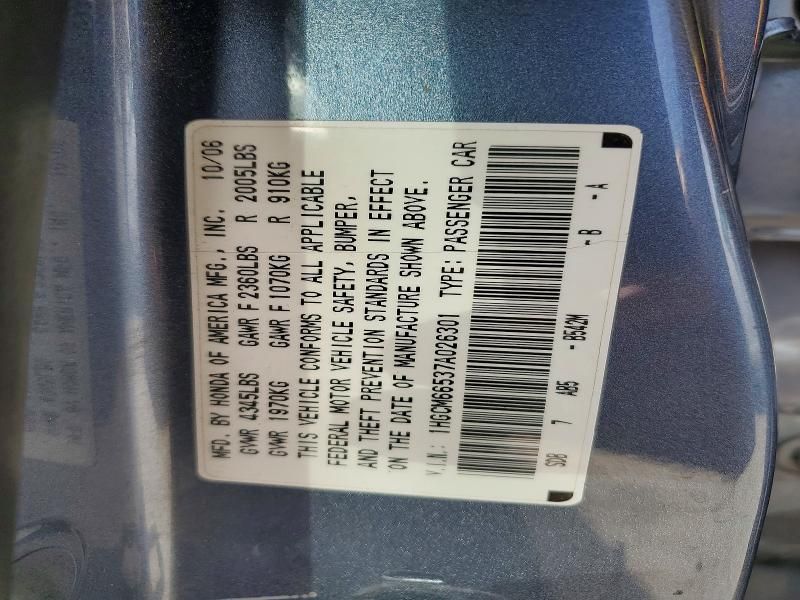 MFD. BY HONDA OF AMERICA MFG., INC. 10/06
GVWR 4345LBS GAWR F 2360LBS R 2005LBS
GVWR 1970KG GAWR F 1070KG R 910KG
THIS VEHICLE CONFORMS TO ALL APPLICABLE
FEDERAL MOTOR VEHICLE SAFETY, BUMPER,
AND THEFT PREVENTION STANDARDS IN EFFECT
ON THE DATE OF MANUFACTURE SHOWN ABOVE.
V.I.N.: 1HGCM66537A026301 TYPE: PASSENGER CAR
SDB 7 AB5 - B542M - B - A